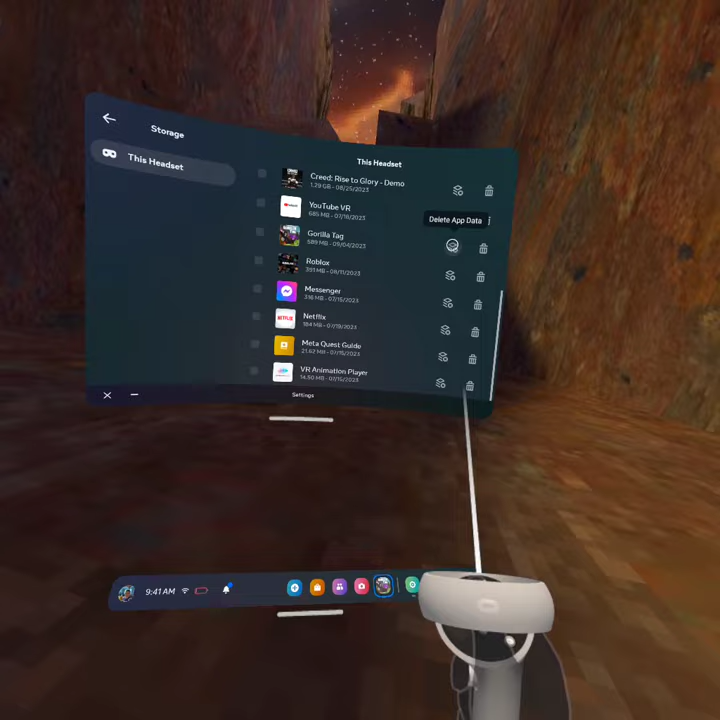 Storage
This Headset
This Headset
Creed: Rise to Glory - Demo
1.29 GB - 08/25/2023
YouTube VR
685 MB - 07/18/2023
Delete App Data
Gorilla Tag
589 MB - 09/04/2023
Roblox
391 MB - 08/11/2023
Messenger
316 MB - 07/15/2023
Netflix
184 MB - 07/19/2023
Meta Quest Guide
21.62 MB - 07/15/2023
VR Animation Player
14.50 MB - 07/15/2023
Settings
9:41 AM